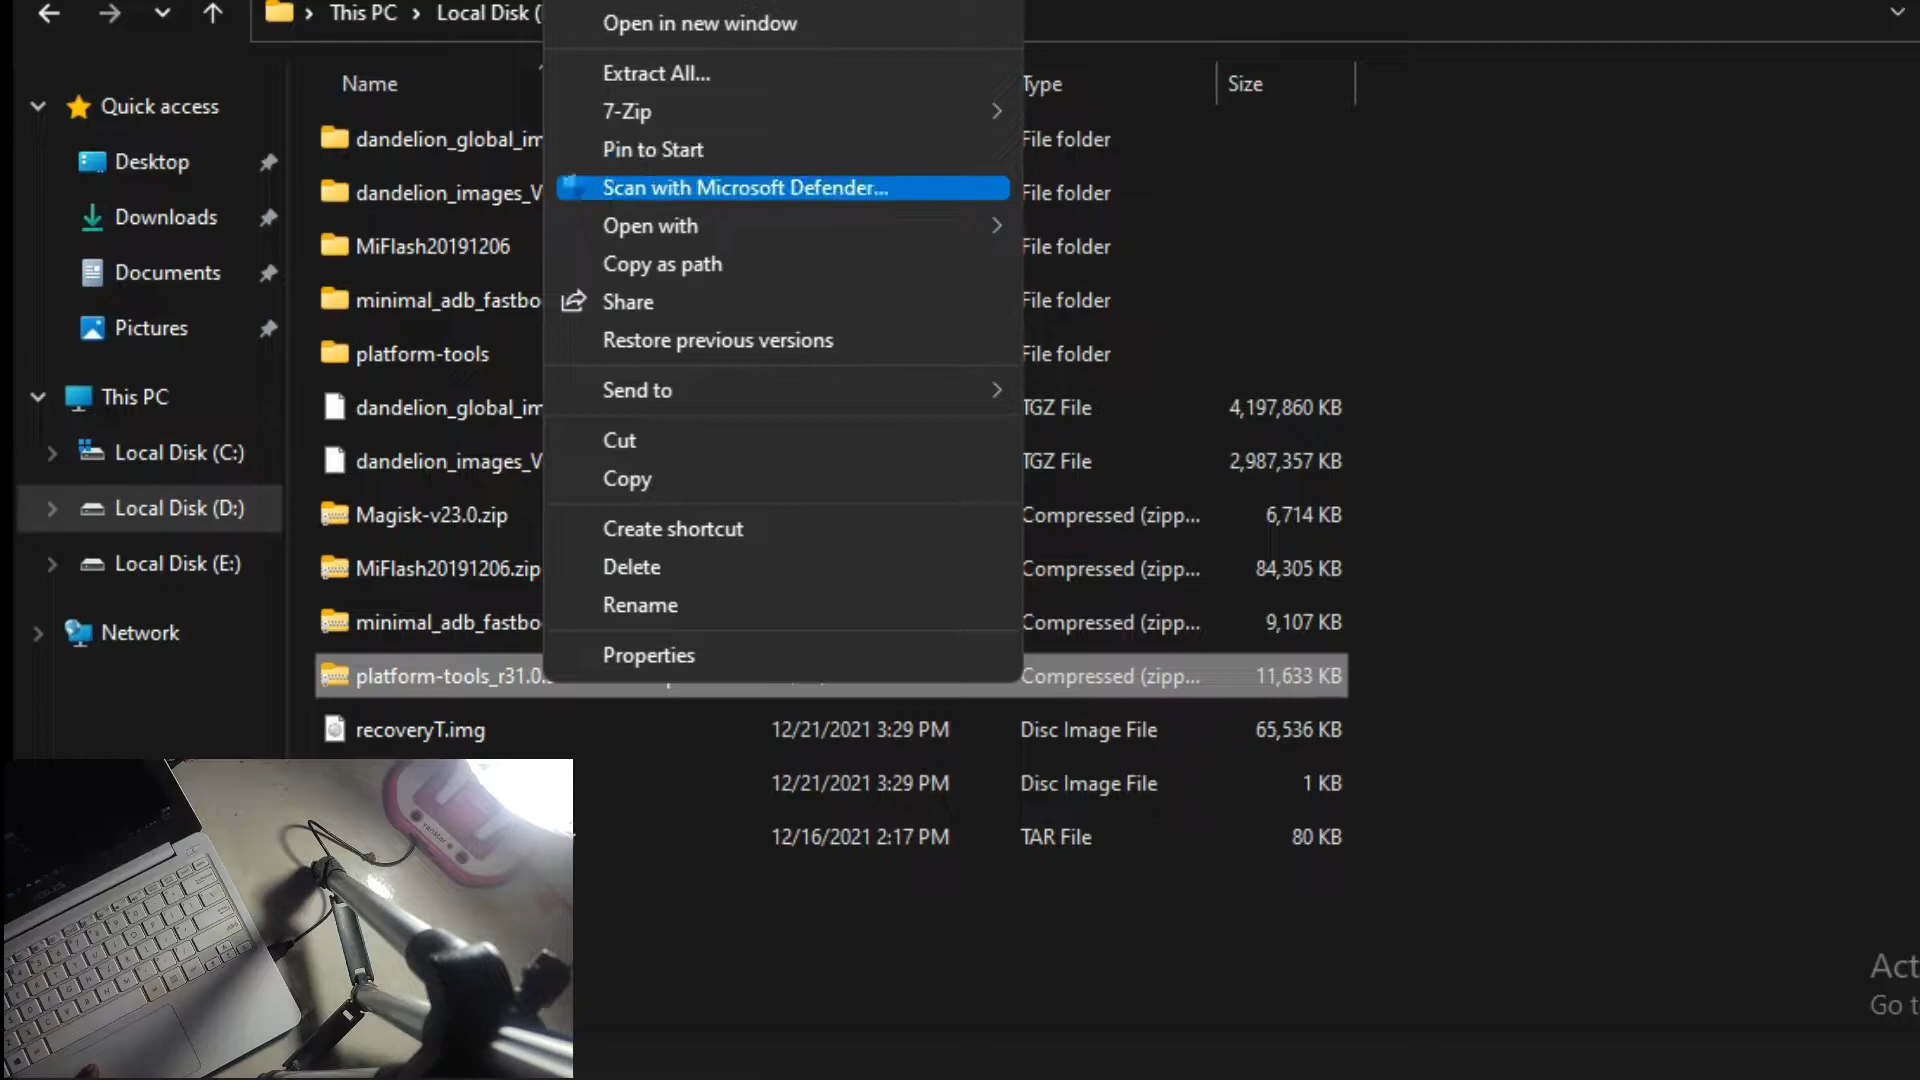 This PC > Local Disk (
Open in new window
Name
Extract All...
Type
Size
Quick access
7-Zip
dandelion_global_im
File folder
Pin to Start
Desktop
Scan with Microsoft Defender...
dandelion_images_V
File folder
Downloads
Open with
MiFlash20191206
File folder
Copy as path
Documents
Share
minimal_adb_fastbo
File folder
Pictures
Restore previous versions
platform-tools
File folder
Send to
This PC
dandelion_global_im
TGZ File
4,197,860 KB
Cut
Local Disk (C:)
dandelion_images_V
TGZ File
2,987,357 KB
Copy
Local Disk (D:)
Magisk-v23.0.zip
Compressed (zipp...
6,714 KB
Create shortcut
Local Disk (E:)
MiFlash20191206.zip
Compressed (zipp...
84,305 KB
Delete
Rename
minimal_adb_fastbo
Compressed (zipp...
9,107 KB
Network
Properties
platform-tools_r31.0.
Compressed (zipp...
11,633 KB
recoveryT.img
12/21/2021 3:29 PM
Disc Image File
65,536 KB
12/21/2021 3:29 PM
Disc Image File
1 KB
12/16/2021 2:17 PM
TAR File
80 KB
vanstar
ASUS
Act
Go t